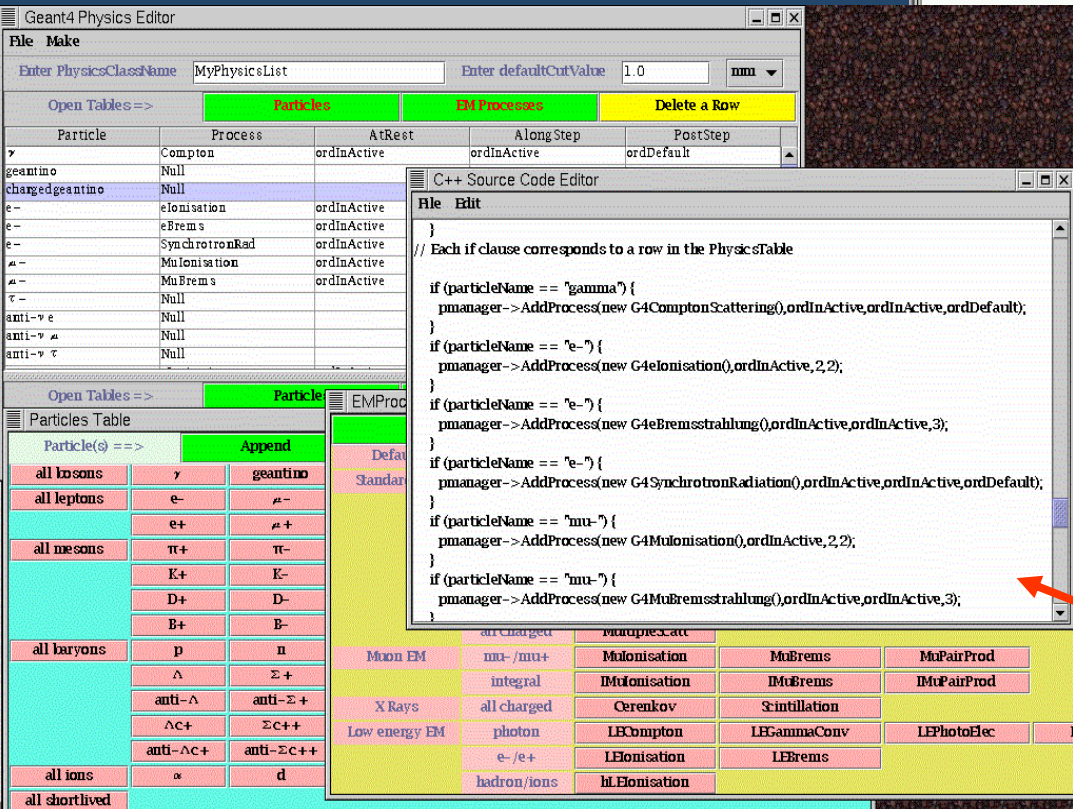 Geant4 Physics Editor
File Make
Enter PhysicsClassName MyPhysicsList Enter defaultCutValue 1.0 mm
Open Tables => Particles EM Processes Delete a Row
Particle Process AtRest AlongStep PostStep
γ Compton ordInActive ordInActive ordDefault
geantino Null
chargedgeantino Null
e- eIonisation ordInActive
e- eBrems ordInActive
e- SynchrotronRad ordInActive
μ- MuIonisation ordInActive
μ- MuBrems ordInActive
τ- Null
anti-ν e Null
anti-ν μ Null
anti-ν τ Null
Open Tables =>
C++ Source Code Editor
File Edit
}
// Each if clause corresponds to a row in the PhysicsTable
if (particleName == "gamma") {
pmanager->AddProcess(new G4ComptonScattering(),ordInActive,ordInActive,ordDefault);
}
if (particleName == "e-") {
pmanager->AddProcess(new G4eIonisation(),ordInActive,2,2);
}
if (particleName == "e-") {
pmanager->AddProcess(new G4eBremsstrahlung(),ordInActive,ordInActive,3);
}
if (particleName == "e-") {
pmanager->AddProcess(new G4SynchrotronRadiation(),ordInActive,ordInActive,ordDefault);
}
if (particleName == "mu-") {
pmanager->AddProcess(new G4MuIonisation(),ordInActive,2,2);
}
if (particleName == "mu-") {
pmanager->AddProcess(new G4MuBremsstrahlung(),ordInActive,ordInActive,3);
}
Particles Table
Particle(s) ==> Append
all bosons γ geantino
all leptons e- μ-
e+ μ+
all mesons π+ π-
K+ K-
D+ D-
B+ B-
all baryons p n
Λ Σ+
anti-Λ anti-Σ+
Λc+ Σc++
anti-Λc+ anti-Σc++
all ions α d
all shortlived
all charged MultipleScatt
Muon EM mu-/mu+ MuIonisation MuBrems MuPairProd
integral IMuIonisation IMuBrems IMuPairProd
X Rays all charged Cerenkov Scintillation
Low energy EM photon LECompton LEGammaConv LEPhotoElec
e-/e+ LEIonisation LEBrems
hadron/ions hLEIonisation